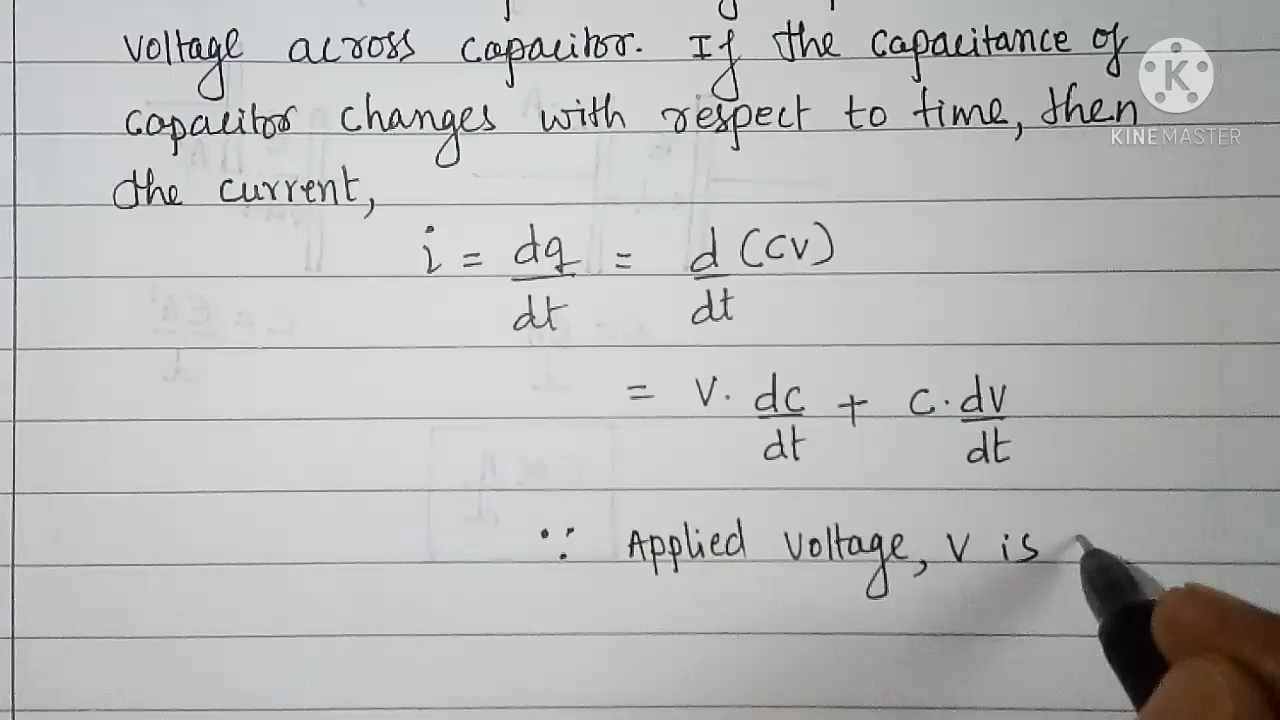 voltage across capacitor. If the capacitance of
capacitor changes with respect to time, then
the current,
i = dq/dt = d/dt (CV)
= V. dc/dt + C. dv/dt
∵ Applied voltage, V is
K
KINEMASTER